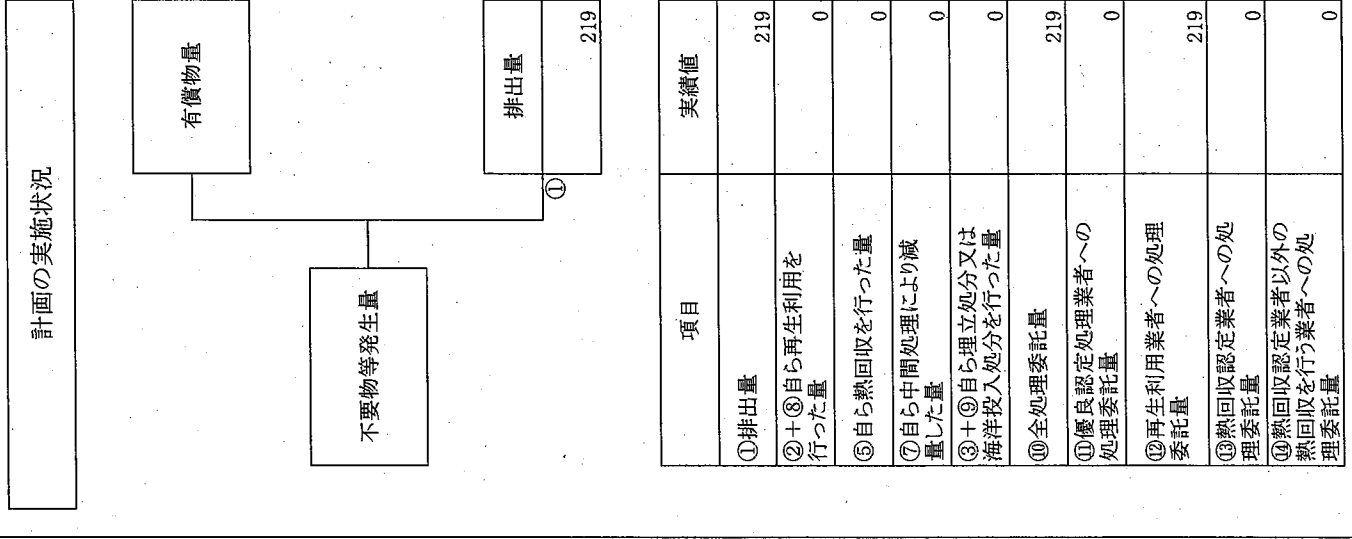 計画の実施状況
有償物量
不要物等発生量
排出量
①
219
項目
実績値
①排出量
219
②+⑧自ら再生利用を
行った量
0
⑤自ら熱回収を行った量
0
⑦自ら中間処理により減
量した量
0
③+⑨自ら埋立処分又は
海洋投入処分を行った量
0
⑩全処理委託量
219
⑪優良認定処理業者への
処理委託量
0
⑫再生利用業者への処理
委託量
219
⑬熱回収認定業者への処
理委託量
0
⑭熱回収認定業者以外の
熱回収を行う業者への処
理委託量
0